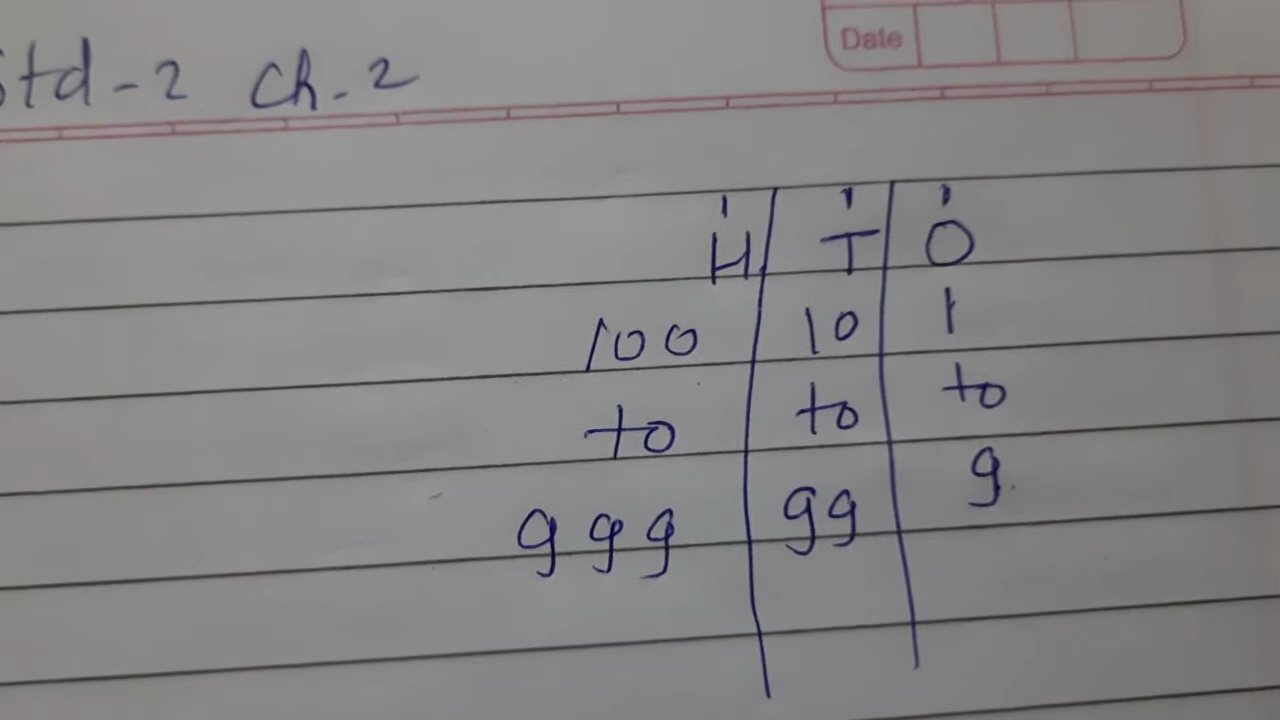 Date
Std-2 Ch.2
H T O
100 10 1
to to to
999 99 9